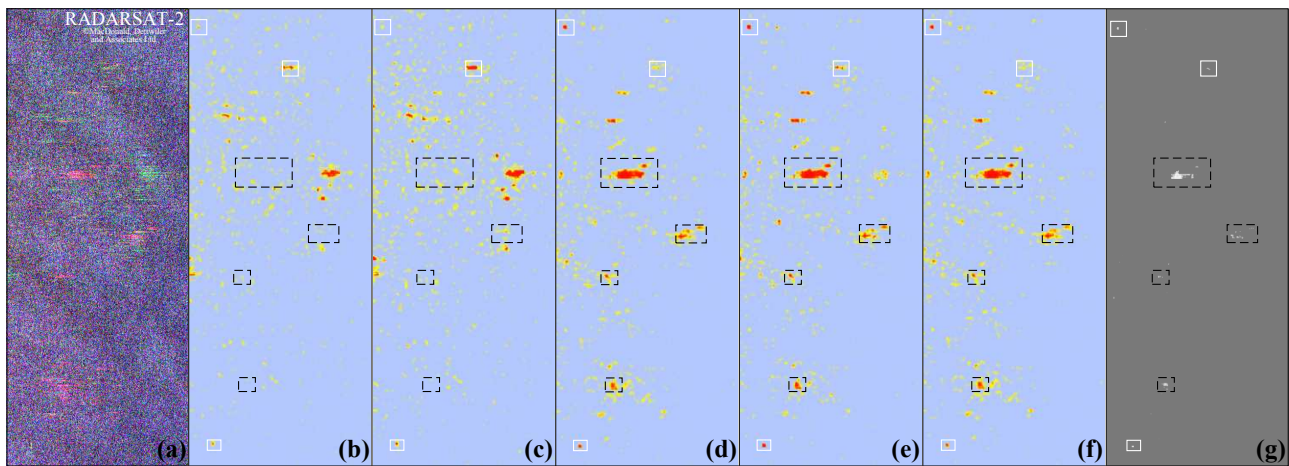 RADARSAT-2
©MacDonald, Dettwiler
and Associates Ltd.
(a) (b) (c) (d) (e) (f) (g)